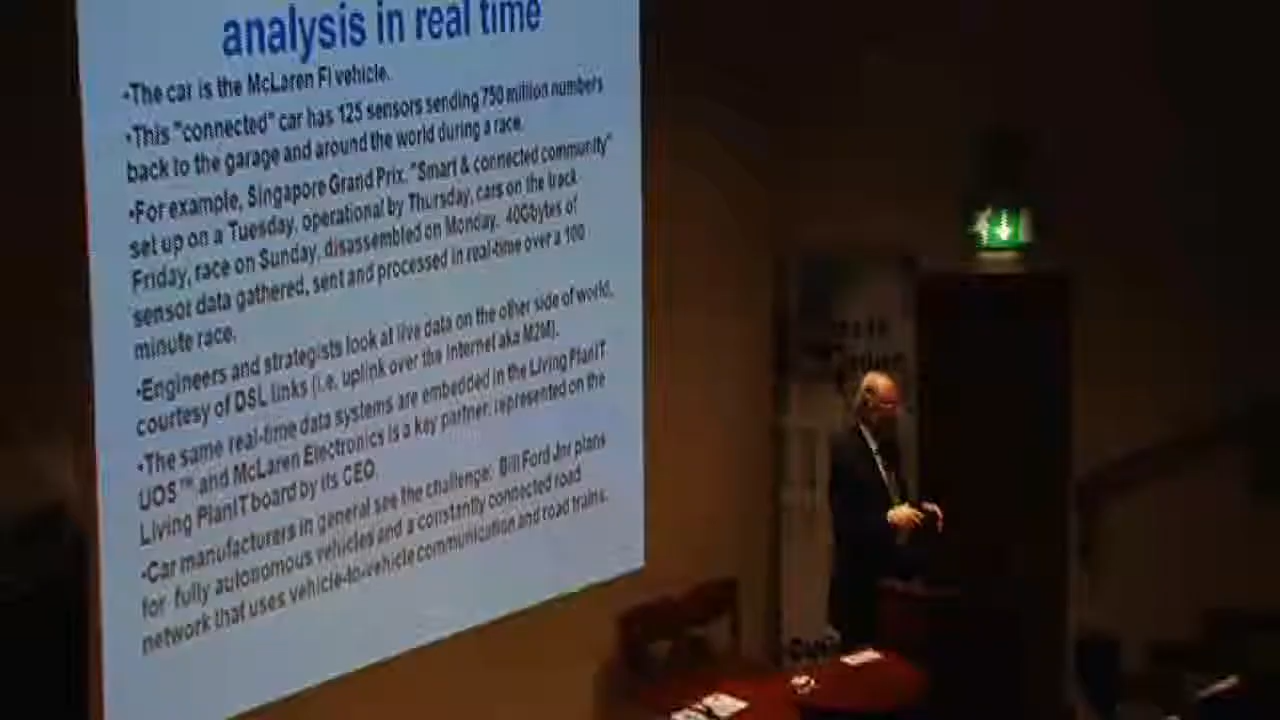 analysis in real time
•The car is the McLaren F1 vehicle.
•This "connected" car has 125 sensors sending 750 million numbers
back to the garage and around the world during a race.
•For example, Singapore Grand Prix. "Smart & connected community"
set up on a Tuesday, operational by Thursday, cars on the track
Friday, race on Sunday, disassembled on Monday. 40Gbytes of
sensor data gathered, sent and processed in real-time over a 100
minute race.
•Engineers and strategists look at live data on the other side of world,
courtesy of DSL links (i.e. uplink over the Internet aka M2M).
•The same real-time data systems are embedded in the Living PlanIT
UOS™ and McLaren Electronics is a key partner, represented on the
Living PlanIT board by its CEO.
•Car manufacturers in general see the challenge: Bill Ford Jnr plans
for fully autonomous vehicles and a constantly connected road
network that uses vehicle-to-vehicle communication and road trains.